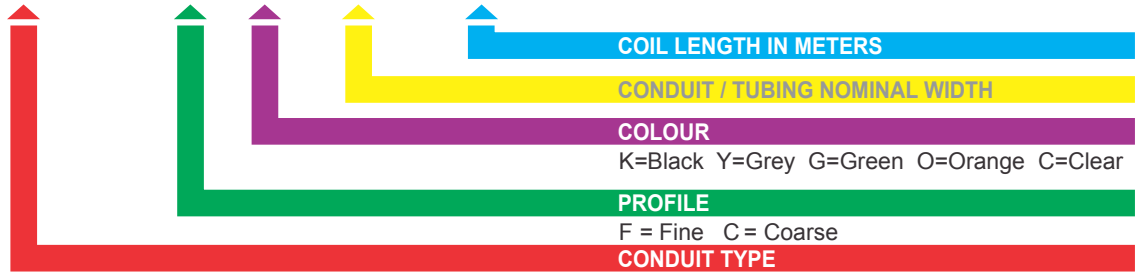 COIL LENGTH IN METERS
CONDUIT / TUBING NOMINAL WIDTH
COLOUR
K=Black Y=Grey G=Green O=Orange C=Clear
PROFILE
F = Fine C = Coarse
CONDUIT TYPE